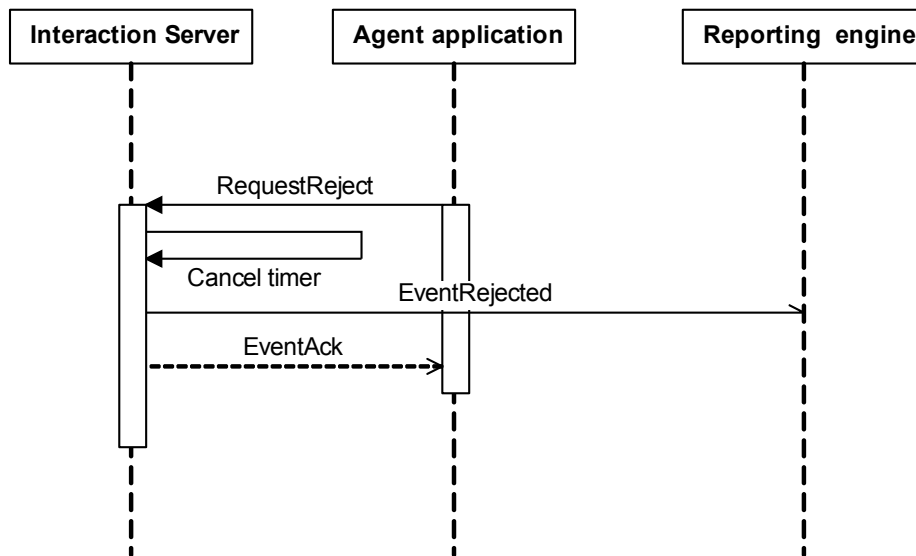 Interaction Server
Agent application
Reporting engine
RequestReject
Cancel timer
EventRejected
EventAck